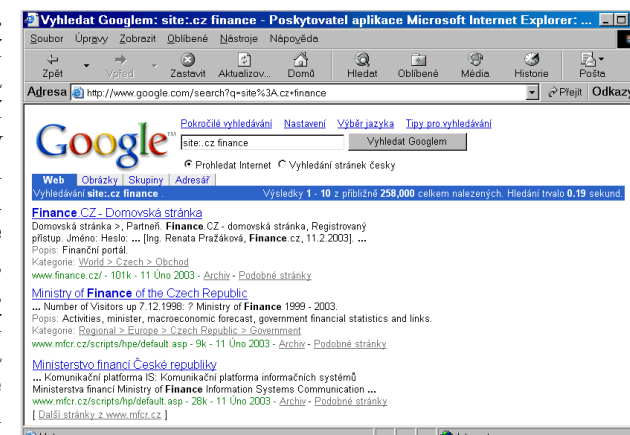 Vyhledat Googlem: site:.cz finance - Poskytovatel aplikace Microsoft Internet Explorer: ...
Soubor Úpravy Zobrazit Oblíbené Nástroje Nápověda
Zpět Vpřed Zastavit Aktualizov... Domů Hledat Oblíbené Média Historie Pošta
Adresa http://www.google.com/search?q=site%3A.cz+finance Přejít Odkazy
Google™
Pokročilé vyhledávání Nastavení Výběr jazyka Tipy pro vyhledávání
site:.cz finance Vyhledat Googlem
Prohledat Internet Vyhledání stránek česky
Web Obrázky Skupiny Adresář
Vyhledávání site:.cz finance . Výsledky 1 - 10 z přibližně 258,000 celkem nalezených. Hledání trvalo 0.19 sekund.
Finance.CZ - Domovská stránka
Domovská stránka >, Partneři. Finance.CZ - domovská stránka, Registrovaný
přístup. Jméno: Heslo: ... [Ing. Renata Pražáková, Finance.cz, 11.2.2003]. ...
Popis: Finanční portál.
Kategorie: World > Czech > Obchod
www.finance.cz/ - 101k - 11 Úno 2003 - Archiv - Podobné stránky
Ministry of Finance of the Czech Republic
... Number of Visitors up 7.12.1998: ? Ministry of Finance 1999 - 2003.
Popis: Activities, minister, macroeconomic forecast, government financial statistics and links.
Kategorie: Regional > Europe > Czech Republic > Government
www.mfcr.cz/scripts/hpe/default.asp - 9k - 11 Úno 2003 - Archiv - Podobné stránky
Ministerstvo financí České republiky
... Komunikační platforma IS: Komunikační platforma informačních systémů
Ministerstva financí Ministry of Finance Information Systems Communication ...
www.mfcr.cz/scripts/hpe/default.asp - 28k - 11 Úno 2003 - Archiv - Podobné stránky
[ Další stránky z www.mfcr.cz ]